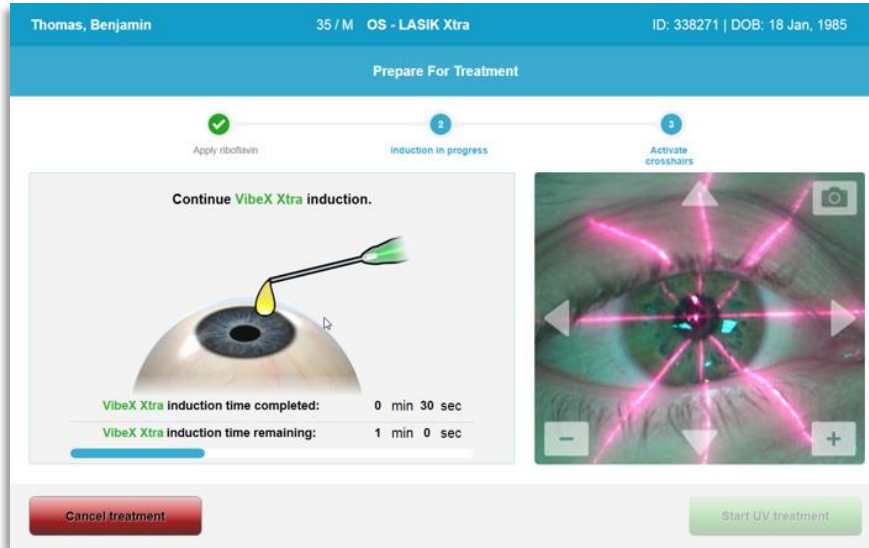 Thomas, Benjamin 35 / M OS - LASIK Xtra ID: 338271 | DOB: 18 Jan, 1985
Prepare For Treatment
2 3
Apply riboflavin Induction in progress Activate
crosshairs
Continue VibeX Xtra induction.
VibeX Xtra induction time completed: 0 min 30 sec
VibeX Xtra induction time remaining: 1 min 0 sec
Cancel treatment Start UV treatment